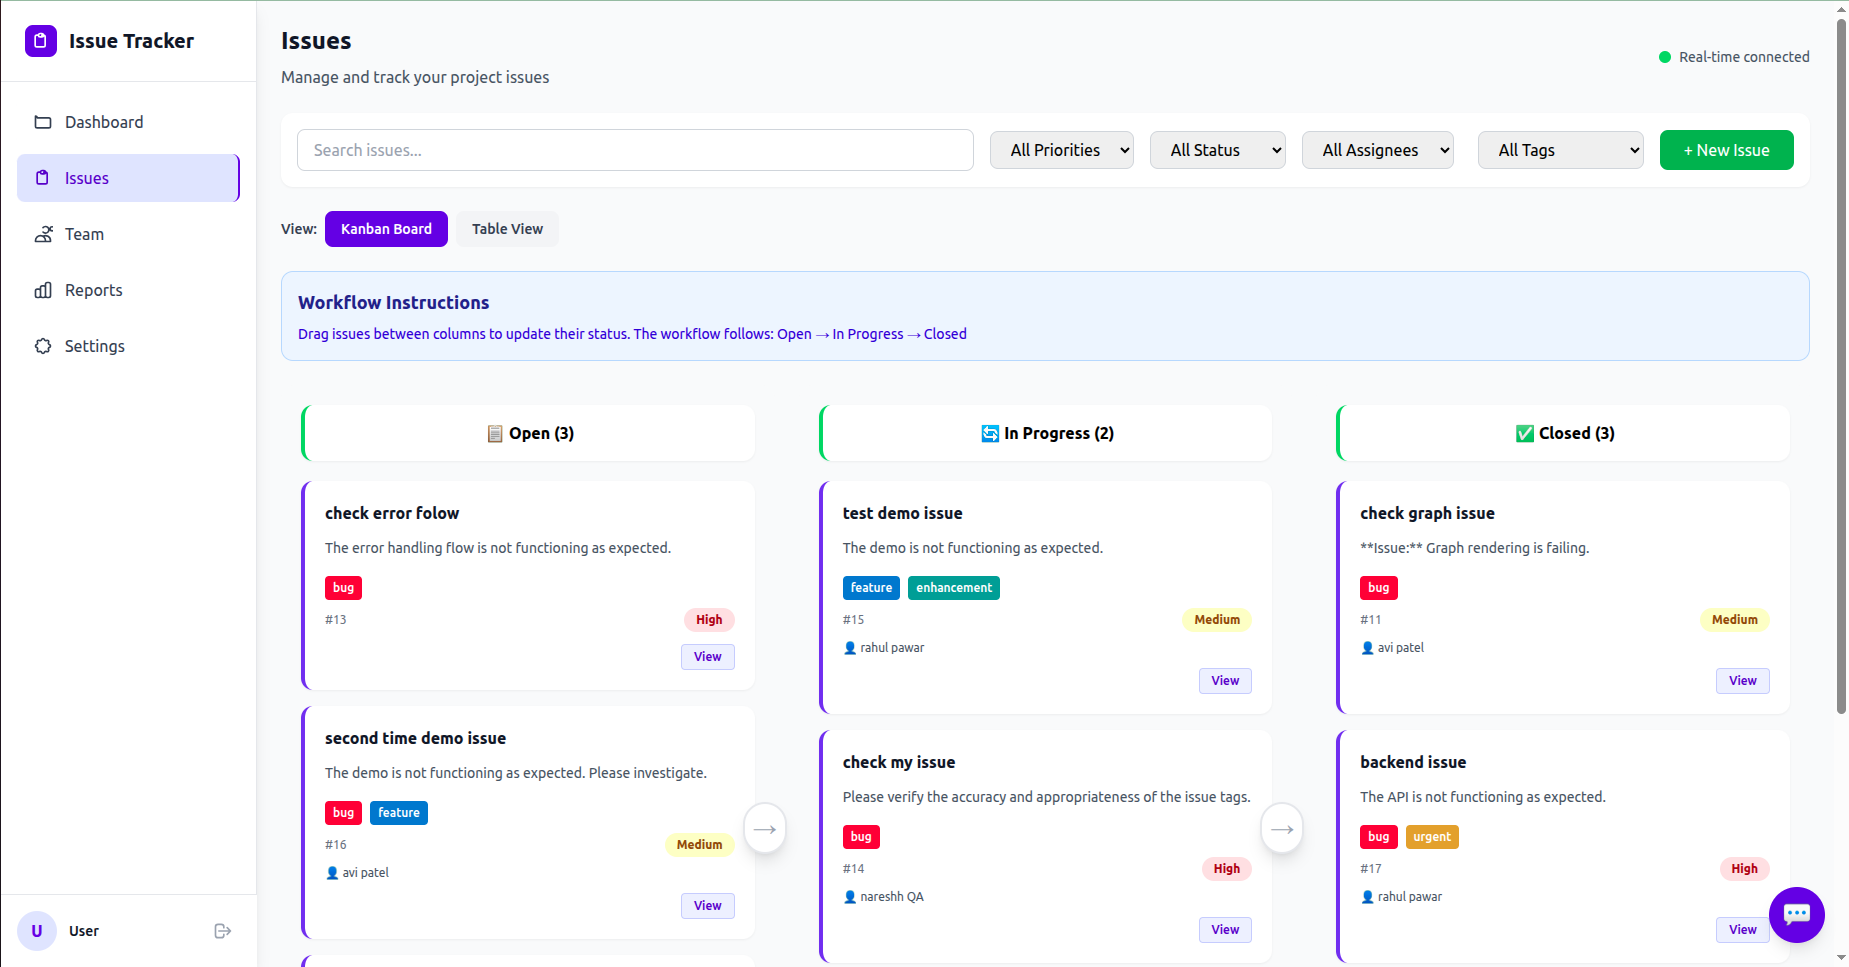 Issue Tracker
Dashboard
Issues
Team
Reports
Settings
U
User
Issues
Manage and track your project issues
Real-time connected
Search issues...
All Priorities
All Status
All Assignees
All Tags
+ New Issue
View:
Kanban Board
Table View
Workflow Instructions
Drag issues between columns to update their status. The workflow follows: Open → In Progress → Closed
Open (3)
check error folow
The error handling flow is not functioning as expected.
bug
#13
High
View
second time demo issue
The demo is not functioning as expected. Please investigate.
bug feature
#16
Medium
avi patel
View
In Progress (2)
test demo issue
The demo is not functioning as expected.
feature enhancement
#15
Medium
rahul pawar
View
check my issue
Please verify the accuracy and appropriateness of the issue tags.
bug
#14
High
nareshh QA
View
Closed (3)
check graph issue
**Issue:** Graph rendering is failing.
bug
#11
Medium
avi patel
View
backend issue
The API is not functioning as expected.
bug urgent
#17
High
rahul pawar
View